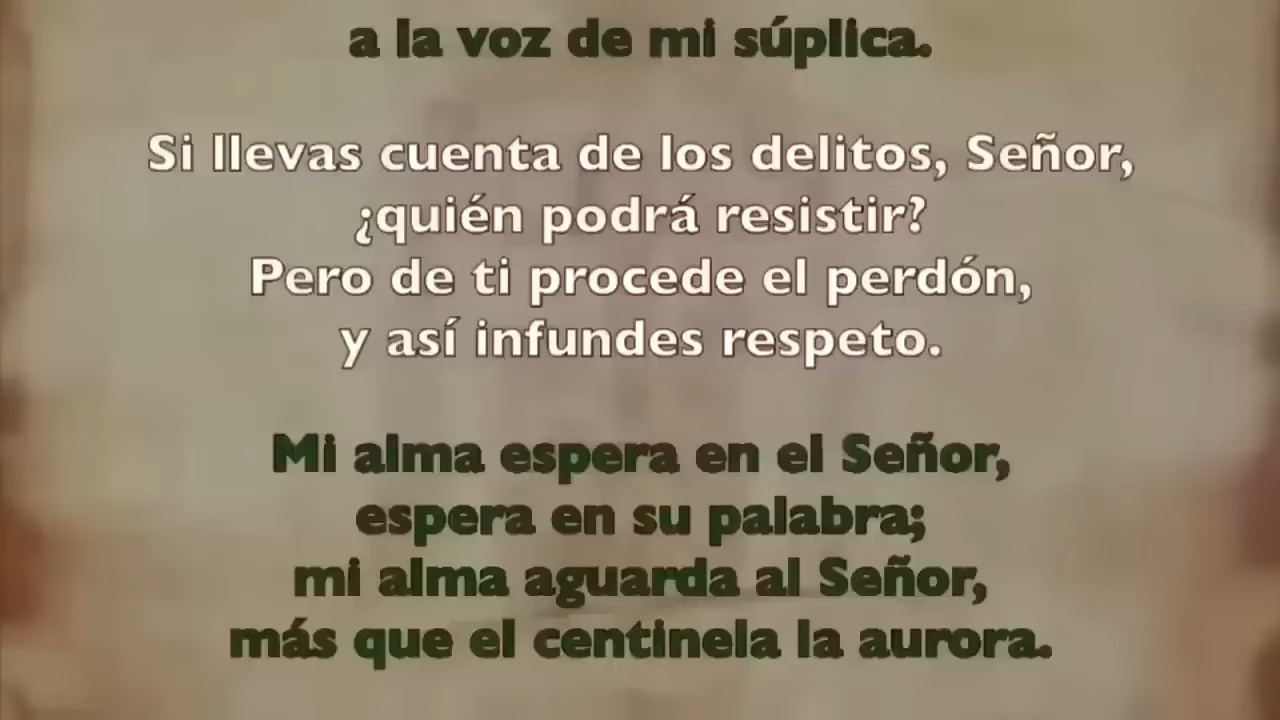 a la voz de mi súplica.
Si llevas cuenta de los delitos, Señor,
¿quién podrá resistir?
Pero de ti procede el perdón,
y así infundes respeto.
Mi alma espera en el Señor,
espera en su palabra;
mi alma aguarda al Señor,
más que el centinela la aurora.